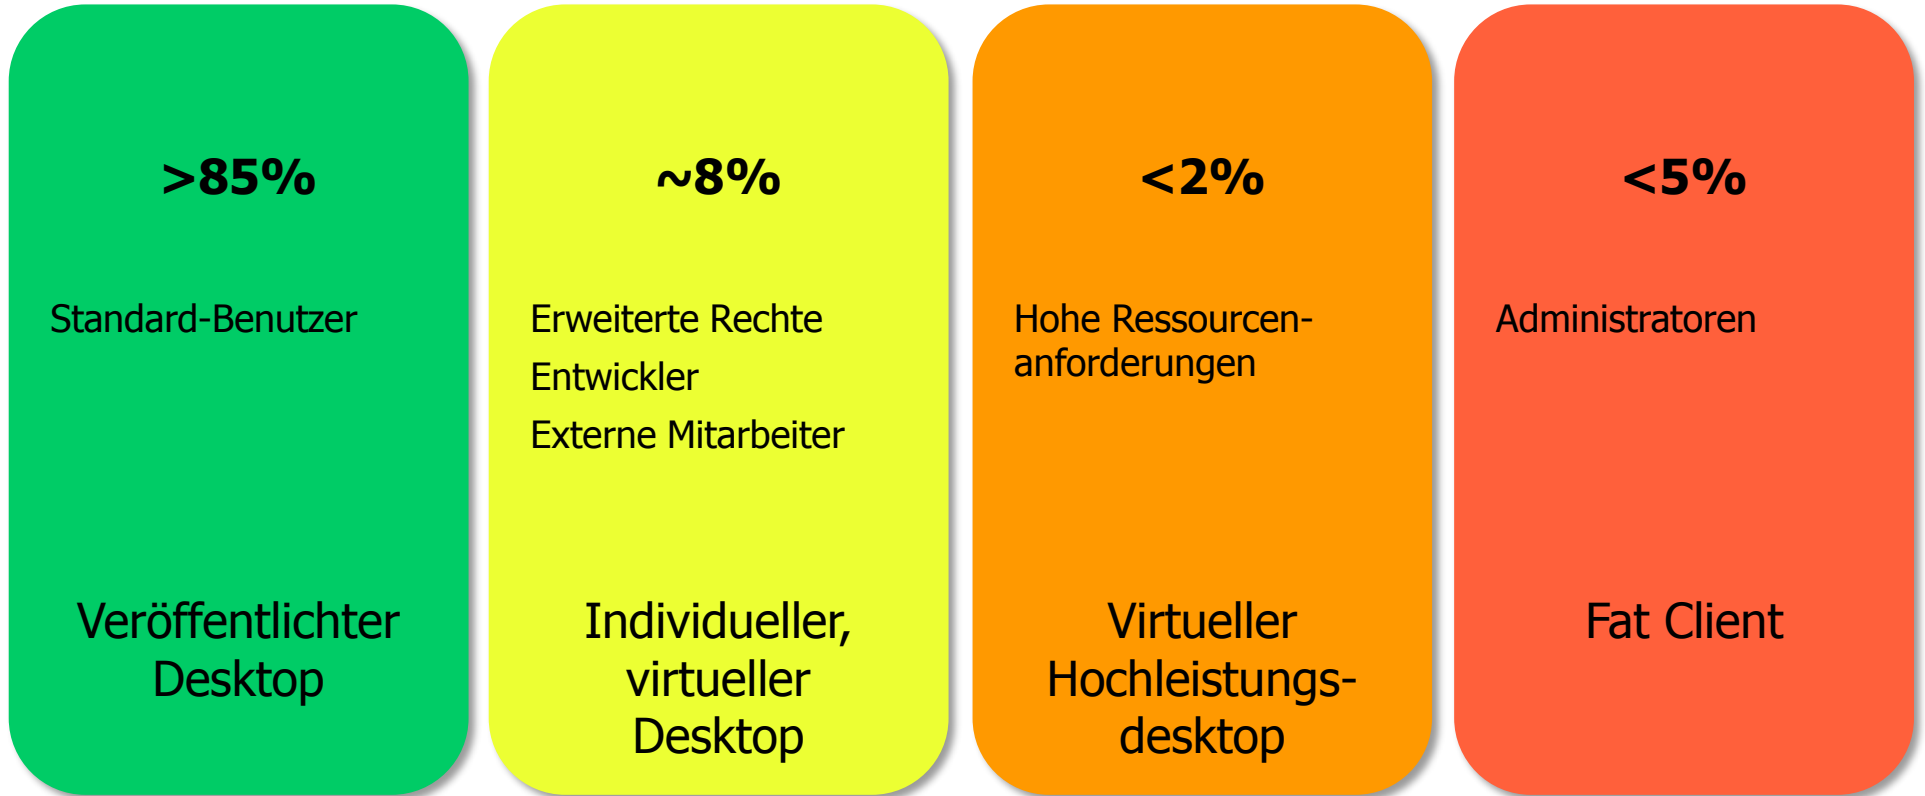 >85%
Standard-Benutzer
Veröffentlichter
Desktop
~8%
Erweiterte Rechte
Entwickler
Externe Mitarbeiter
Individueller,
virtueller
Desktop
<2%
Hohe Ressourcen-
anforderungen
Virtueller
Hochleistungs-
desktop
<5%
Administratoren
Fat Client